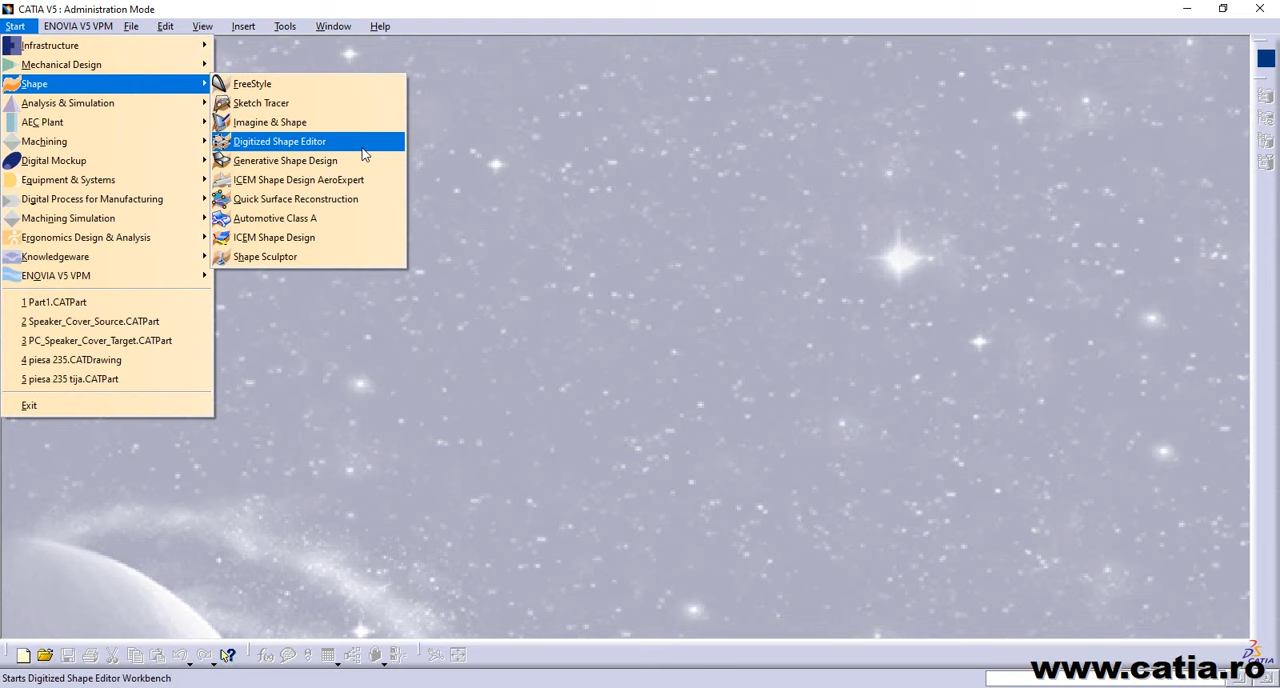 CATIA V5 : Administration Mode
Start ENOVIA V5 VPM File Edit View Insert Tools Window Help
Infrastructure
Mechanical Design
Shape
Analysis & Simulation
AEC Plant
Machining
Digital Mockup
Equipment & Systems
Digital Process for Manufacturing
Machining Simulation
Ergonomics Design & Analysis
Knowledgeware
ENOVIA V5 VPM
1 Part1.CATPart
2 Speaker_Cover_Source.CATPart
3 PC_Speaker_Cover_Target.CATPart
4 piesa 235.CATDrawing
5 piesa 235 tija.CATPart
Exit
FreeStyle
Sketch Tracer
Imagine & Shape
Digitized Shape Editor
Generative Shape Design
ICEM Shape Design AeroExpert
Quick Surface Reconstruction
Automotive Class A
ICEM Shape Design
Shape Sculptor
CATIA
Starts Digitized Shape Editor Workbench
www.catia.ro